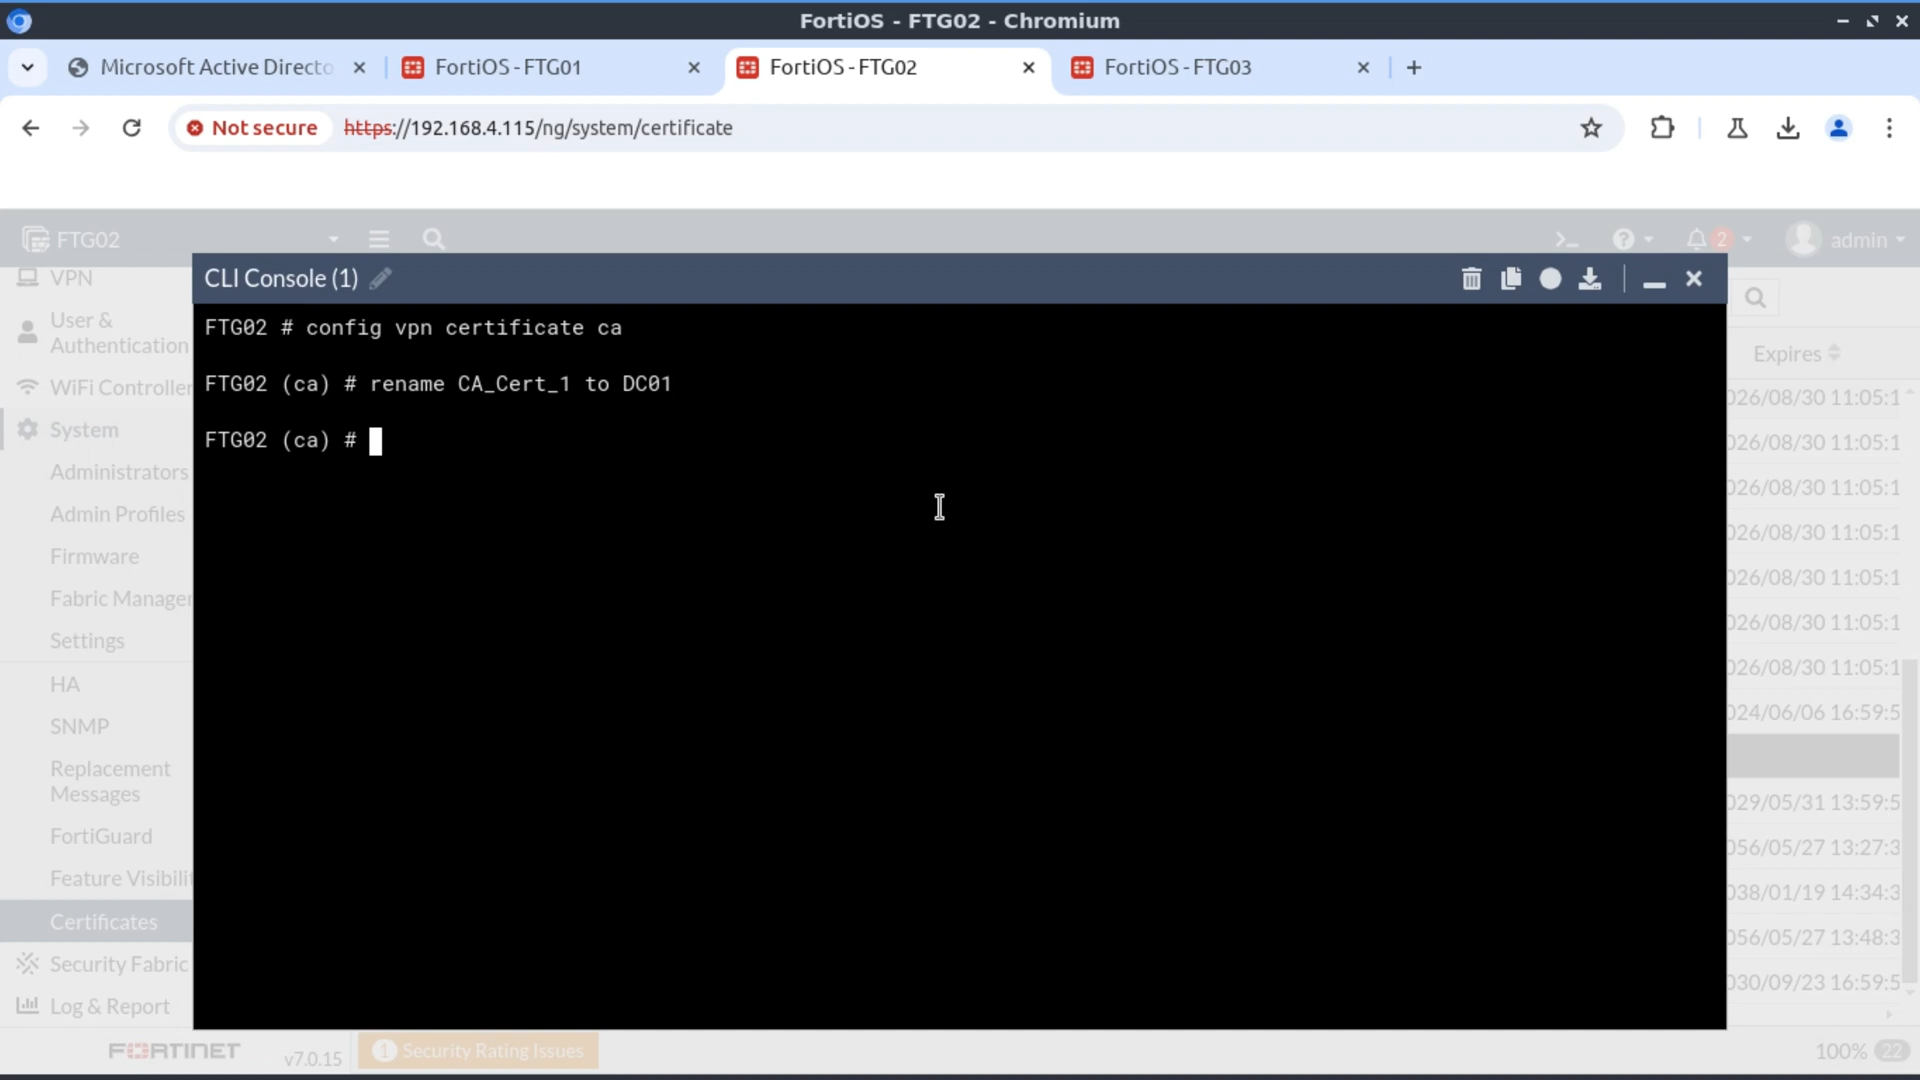 FortiOS - FTG02 - Chromium
Microsoft Active Directo
FortiOS - FTG01
FortiOS - FTG02
FortiOS - FTG03
Not secure
https://192.168.4.115/ng/system/certificate
FTG02
2
admin
VPN
User &
Authentication
WiFi Controller
System
Administrators
Admin Profiles
Firmware
Fabric Manager
Settings
HA
SNMP
Replacement
Messages
FortiGuard
Feature Visibili
Certificates
Security Fabric
Log & Report
CLI Console (1)
FTG02 # config vpn certificate ca
FTG02 (ca) # rename CA_Cert_1 to DC01
FTG02 (ca) #
Expires
026/08/30 11:05:1
026/08/30 11:05:1
026/08/30 11:05:1
026/08/30 11:05:1
026/08/30 11:05:1
026/08/30 11:05:1
026/08/30 11:05:1
024/06/06 16:59:5
029/05/31 13:59:5
056/05/27 13:27:3
038/01/19 14:34:3
056/05/27 13:48:3
030/09/23 16:59:5
FORTINET
v7.0.15
1 Security Rating Issues
100% 22